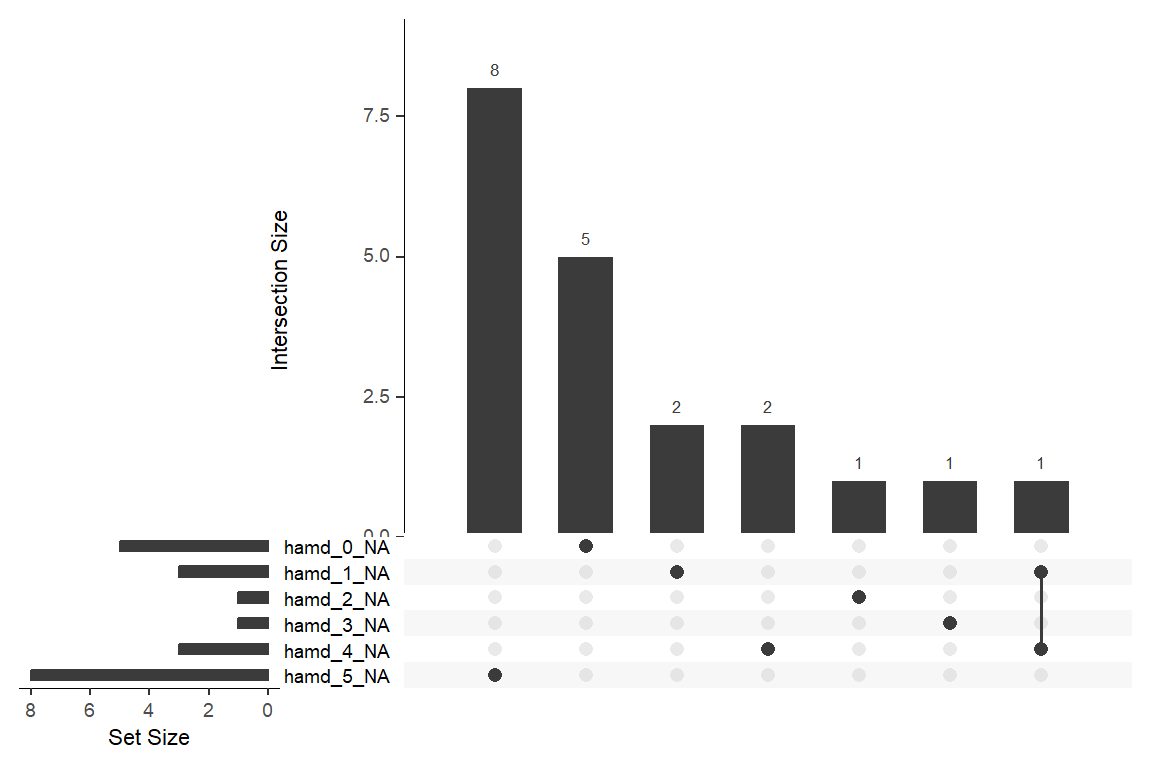 8
7.5
5
5.0
Intersection Size
2.5
2
2
1
1
1
0.0
hamd_0_NA
hamd_1_NA
hamd_2_NA
hamd_3_NA
hamd_4_NA
hamd_5_NA
8 6 4 2 0
Set Size